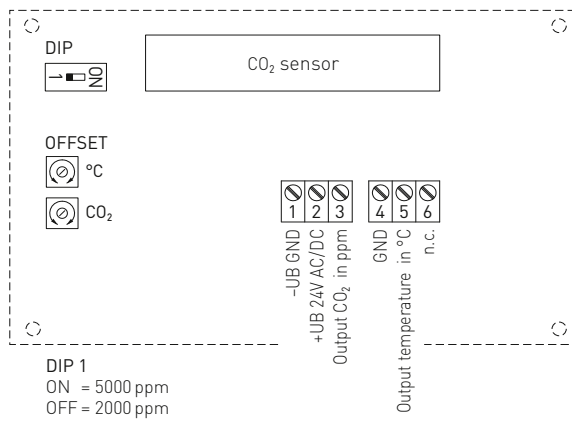 DIP
1 ON
CO₂ sensor
OFFSET
°C
CO₂
1 2 3 4 5 6
-UB GND
+UB 24V AC/DC
Output CO₂ in ppm
GND
Output temperature in °C
n.c.
DIP 1
ON = 5000 ppm
OFF = 2000 ppm